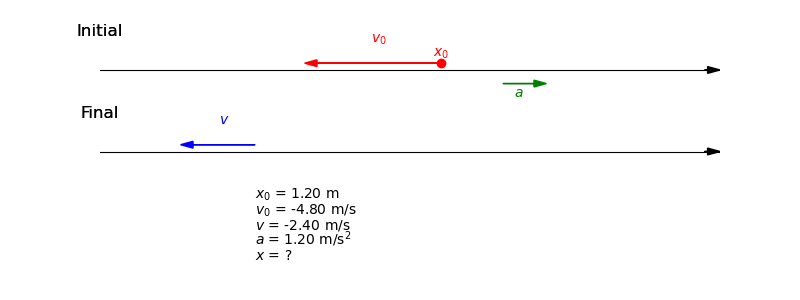 Initial
v₀
x₀
a
Final
v
x₀ = 1.20 m
v₀ = -4.80 m/s
v = -2.40 m/s
a = 1.20 m/s²
x = ?